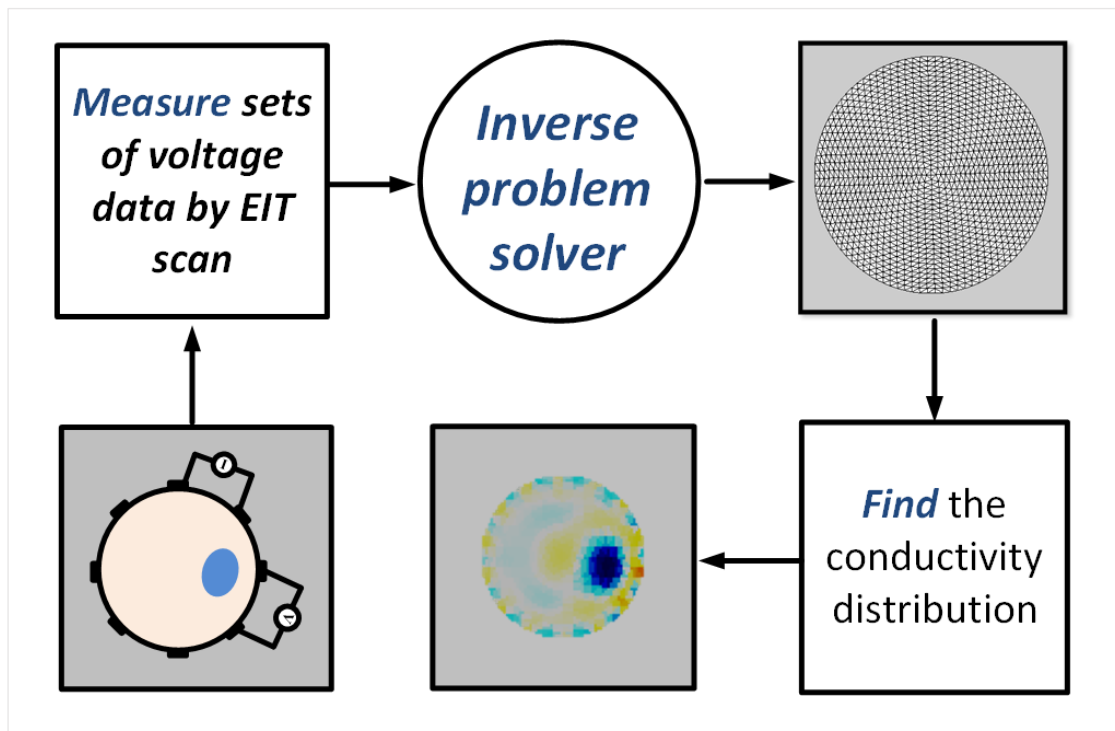 Measure sets
of voltage
data by EIT
scan
Inverse
problem
solver
I
V
Find the
conductivity
distribution